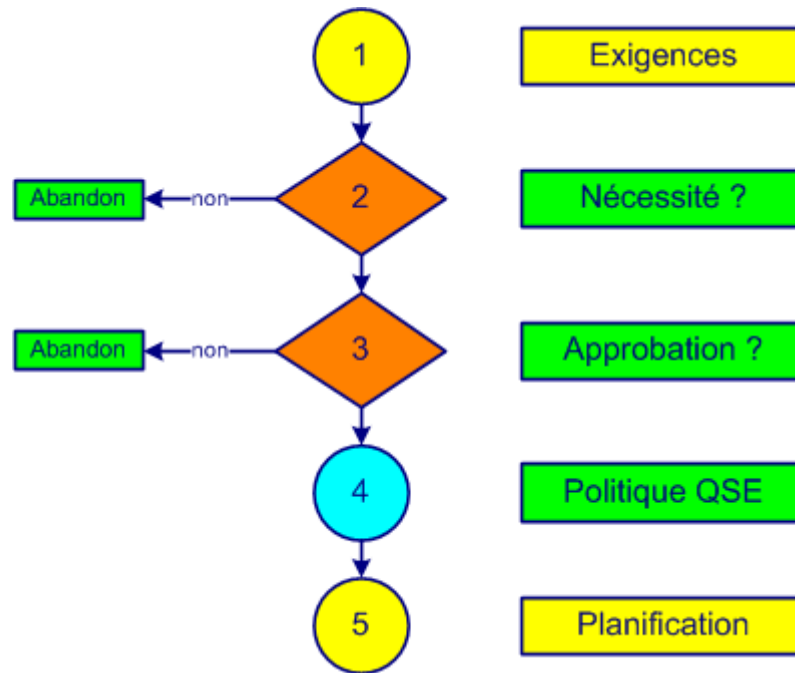 1
Exigences
Abandon
non
2
Nécessité ?
Abandon
non
3
Approbation ?
4
Politique QSE
5
Planification